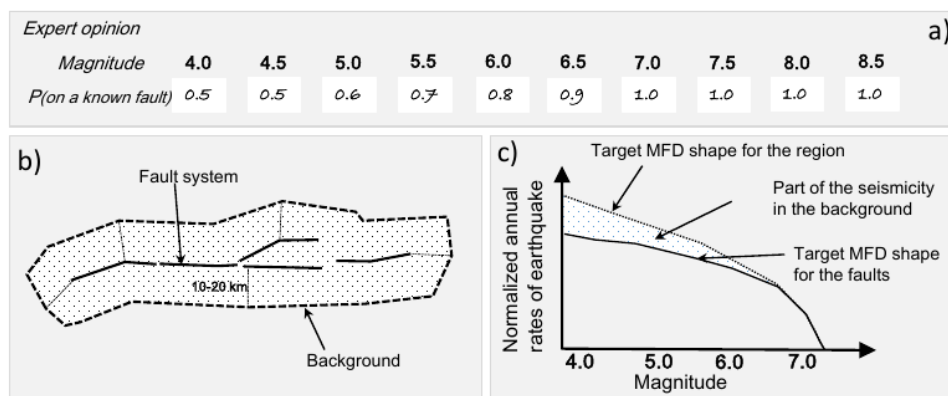 Expert opinion
a)
Magnitude 4.0 4.5 5.0 5.5 6.0 6.5 7.0 7.5 8.0 8.5
P(on a known fault) 0.5 0.5 0.6 0.7 0.8 0.9 1.0 1.0 1.0 1.0
b)
Fault system
10-20 km
Background
c)
Target MFD shape for the region
Part of the seismicity
in the background
Target MFD shape
for the faults
Normalized annual
rates of earthquake
4.0 5.0 6.0 7.0
Magnitude